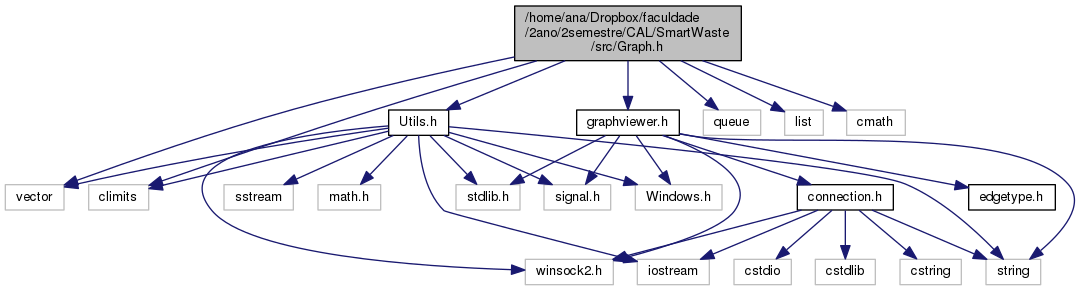 /home/ana/Dropbox/faculdade
/2ano/2semestre/CAL/SmartWaste
/src/Graph.h
Utils.h
graphviewer.h
queue
list
cmath
vector
climits
sstream
math.h
stdlib.h
signal.h
Windows.h
connection.h
edgetype.h
winsock2.h
iostream
cstdio
cstdlib
cstring
string